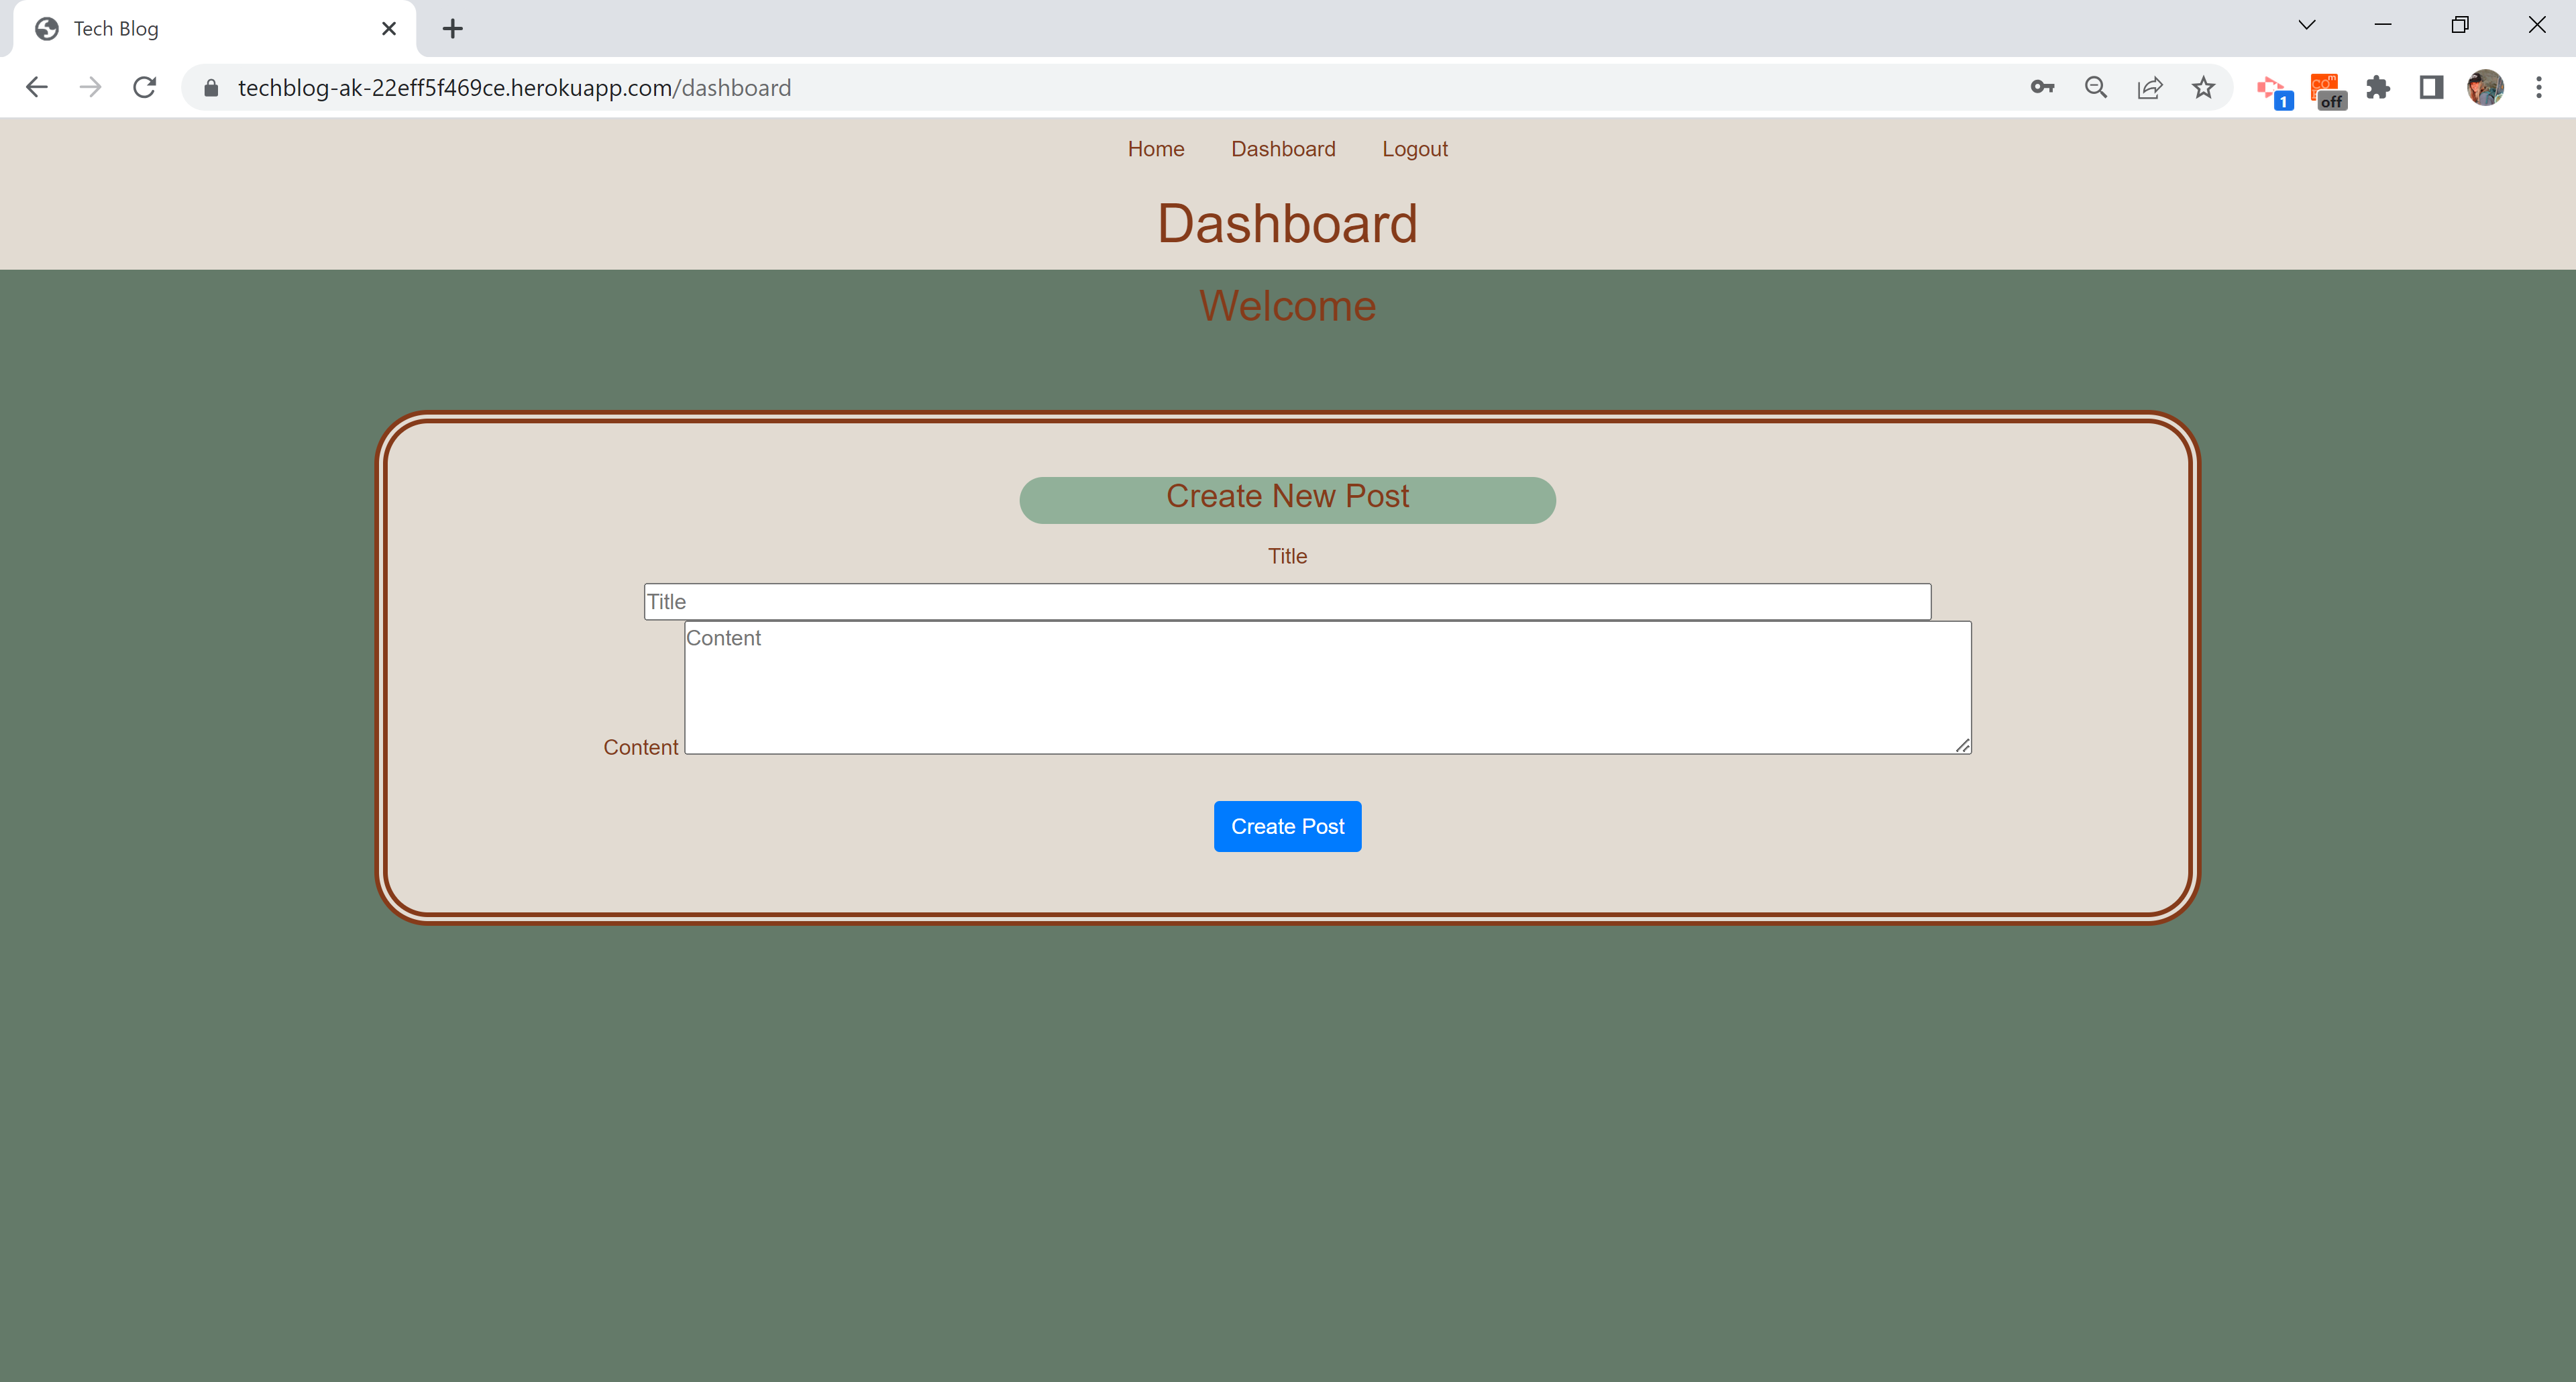 Tech Blog
techblog-ak-22eff5f469ce.herokuapp.com/dashboard
1
off
Home Dashboard Logout
Dashboard
Welcome
Create New Post
Title
Title
Content
Content
Create Post